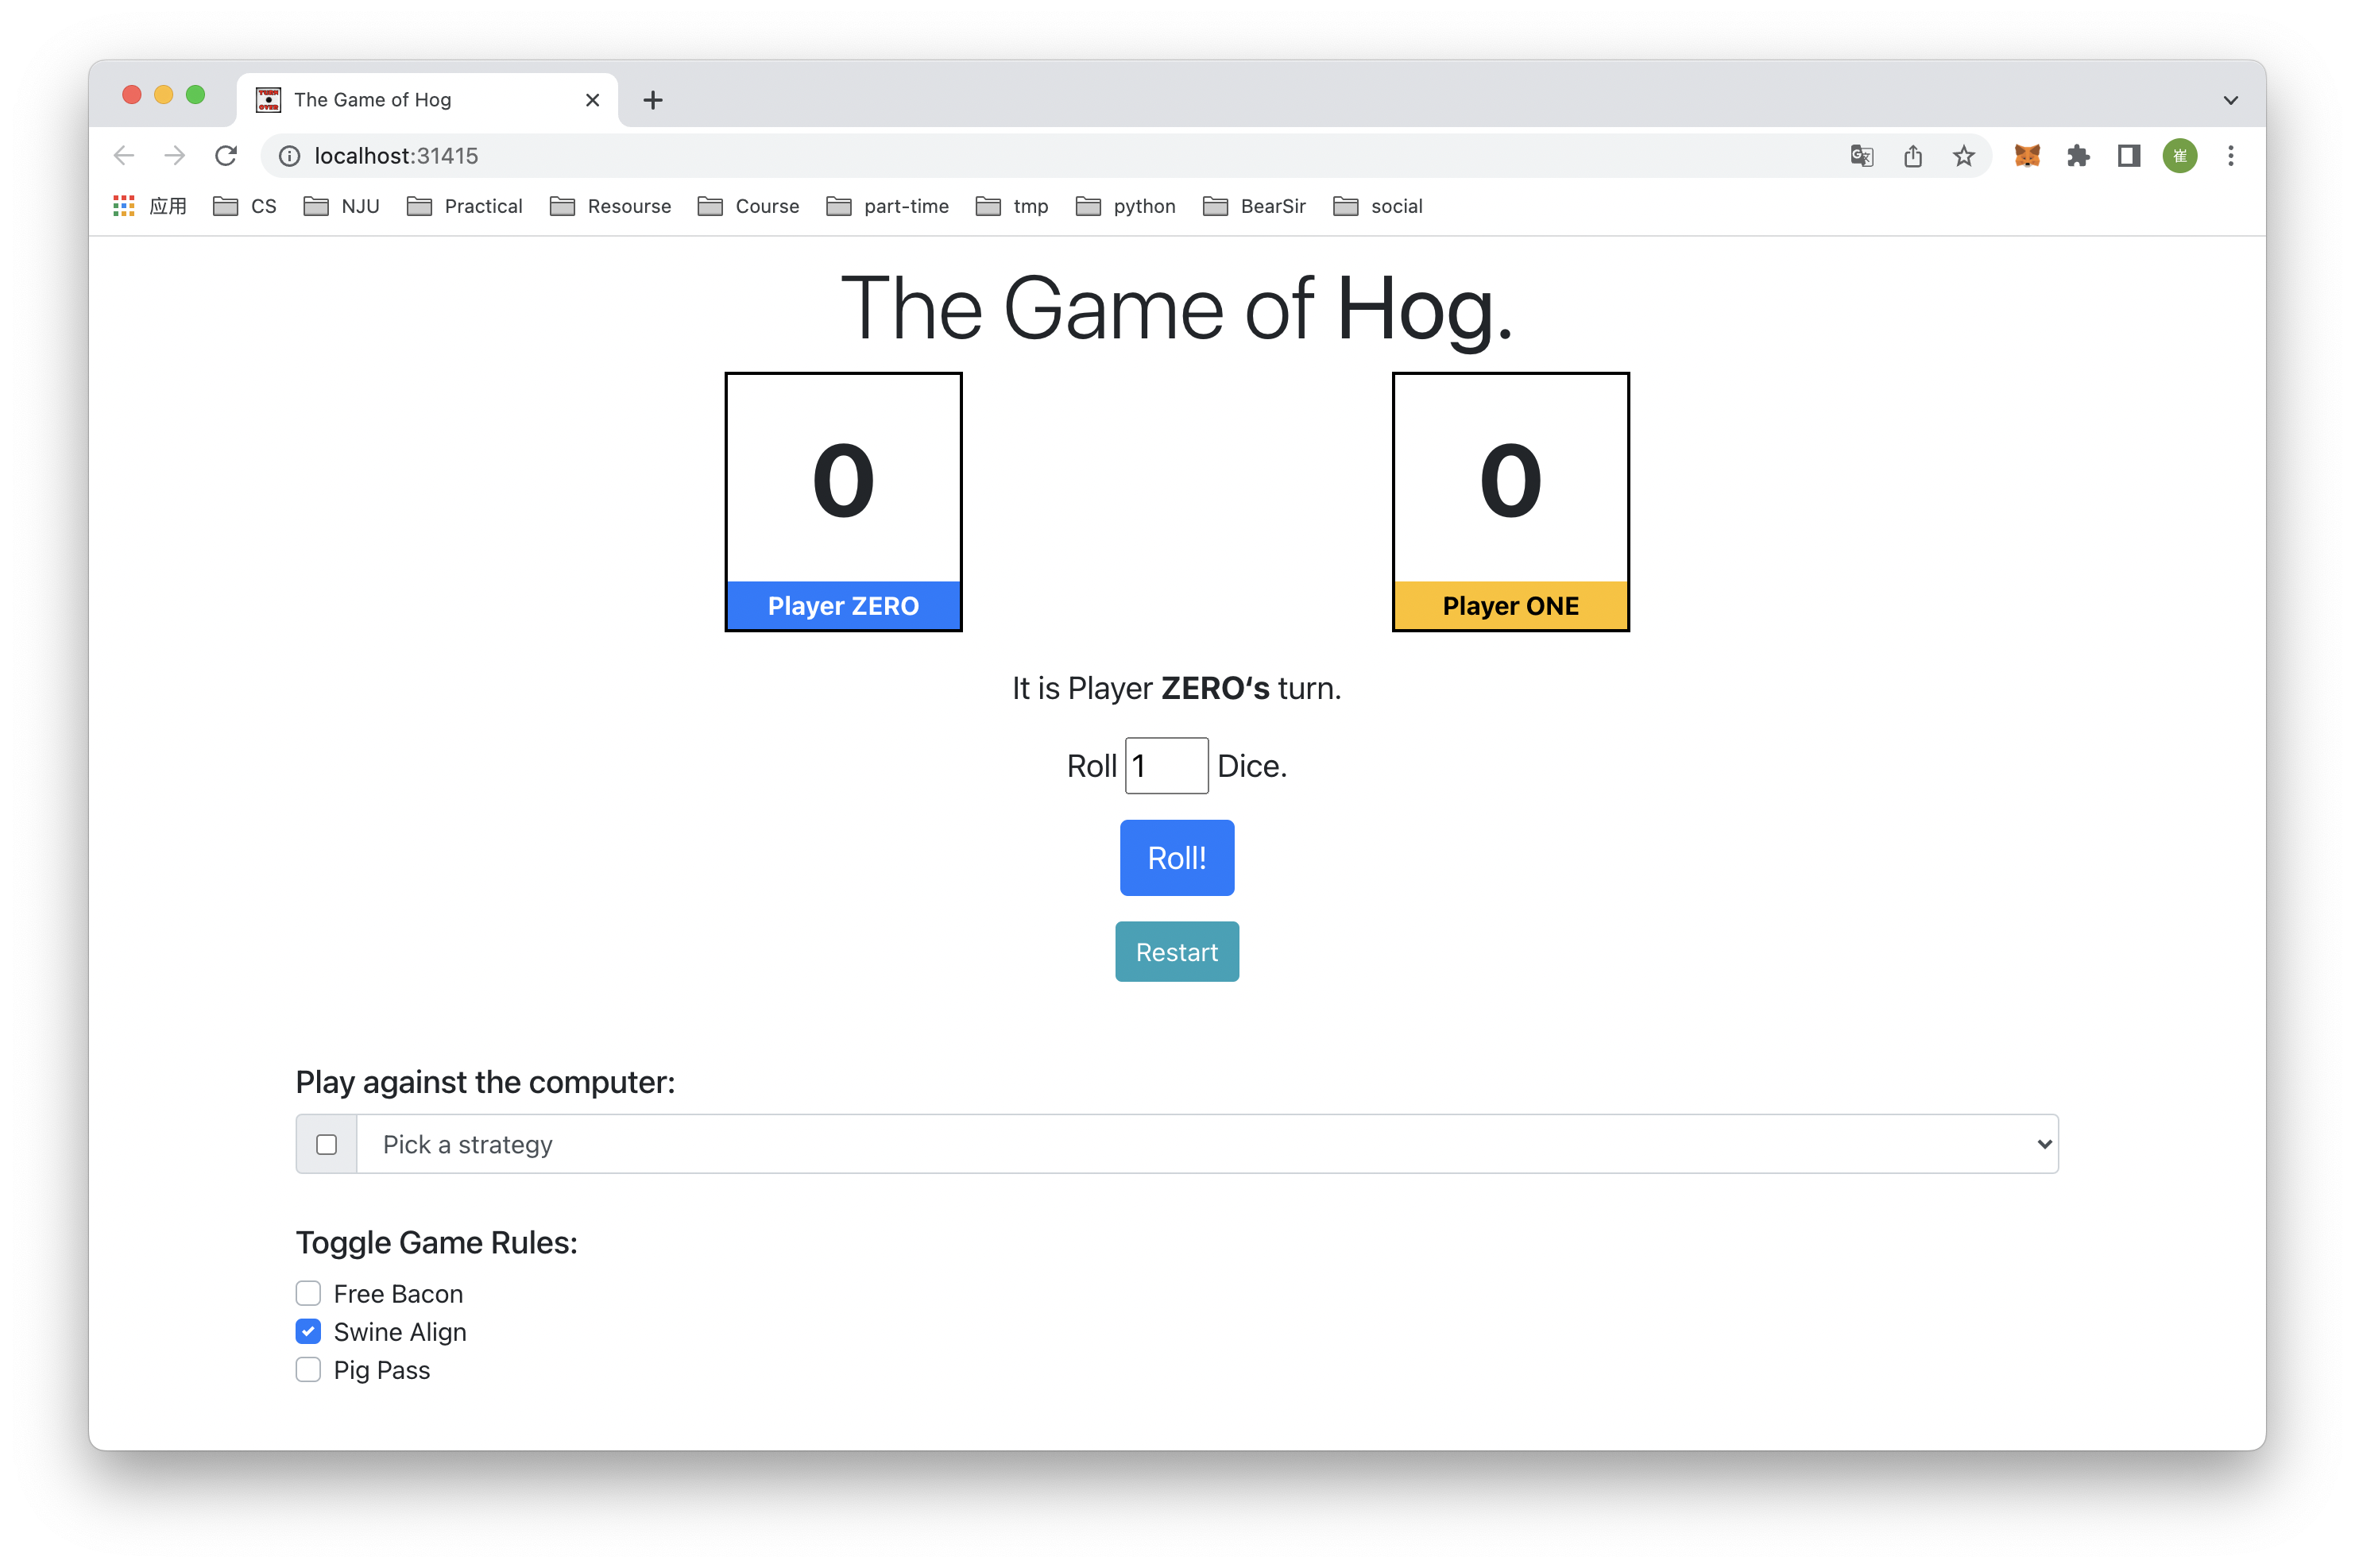 The Game of Hog
localhost:31415
应用 CS NJU Practical Resourse Course part-time tmp python BearSir social
The Game of Hog.
0 0
Player ZERO Player ONE
It is Player ZERO‘s turn.
Roll 1 Dice.
Roll!
Restart
Play against the computer:
Pick a strategy
Toggle Game Rules:
Free Bacon
Swine Align
Pig Pass
崔